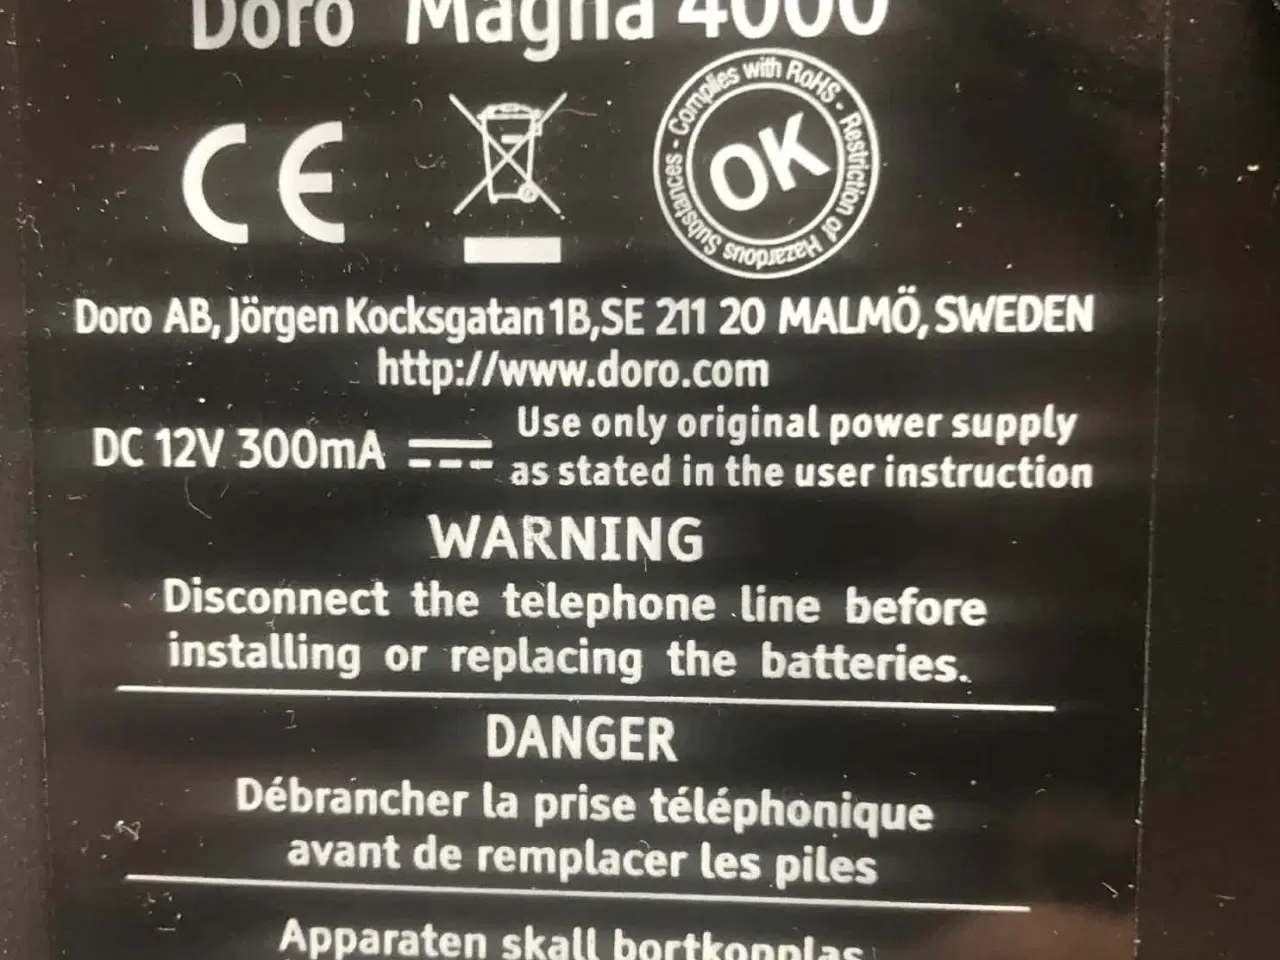 Doro Magna 4000
CE
Complies with RoHS - Restriction of Hazardous Substances -
OK
Doro AB, Jörgen Kocksgatan 1B,SE 211 20 MALMÖ, SWEDEN
http://www.doro.com
DC 12V 300mA
Use only original power supply
as stated in the user instruction
WARNING
Disconnect the telephone line before
installing or replacing the batteries.
DANGER
Débrancher la prise téléphonique
avant de remplacer les piles
Apparaten skall bortkopplas